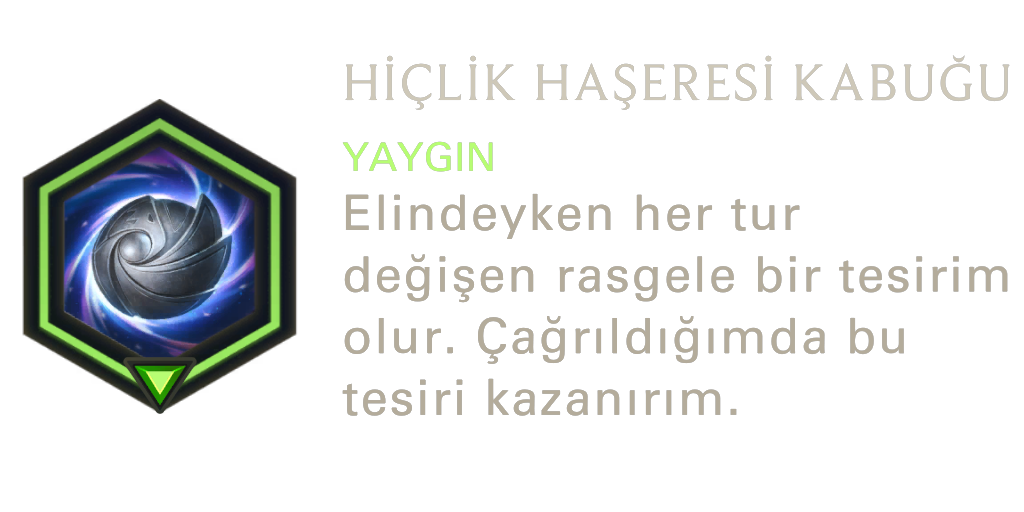 HİÇLİK HAŞERESİ KABUĞU
YAYGIN
Elindeyken her tur
değişen rasgele bir tesirim
olur. Çağrıldığımda bu
tesiri kazanırım.